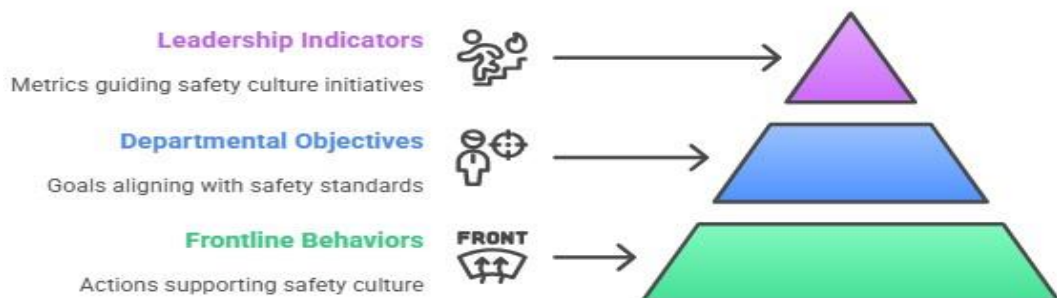 Leadership Indicators
Metrics guiding safety culture initiatives
Departmental Objectives
Goals aligning with safety standards
Frontline Behaviors
FRONT
Actions supporting safety culture